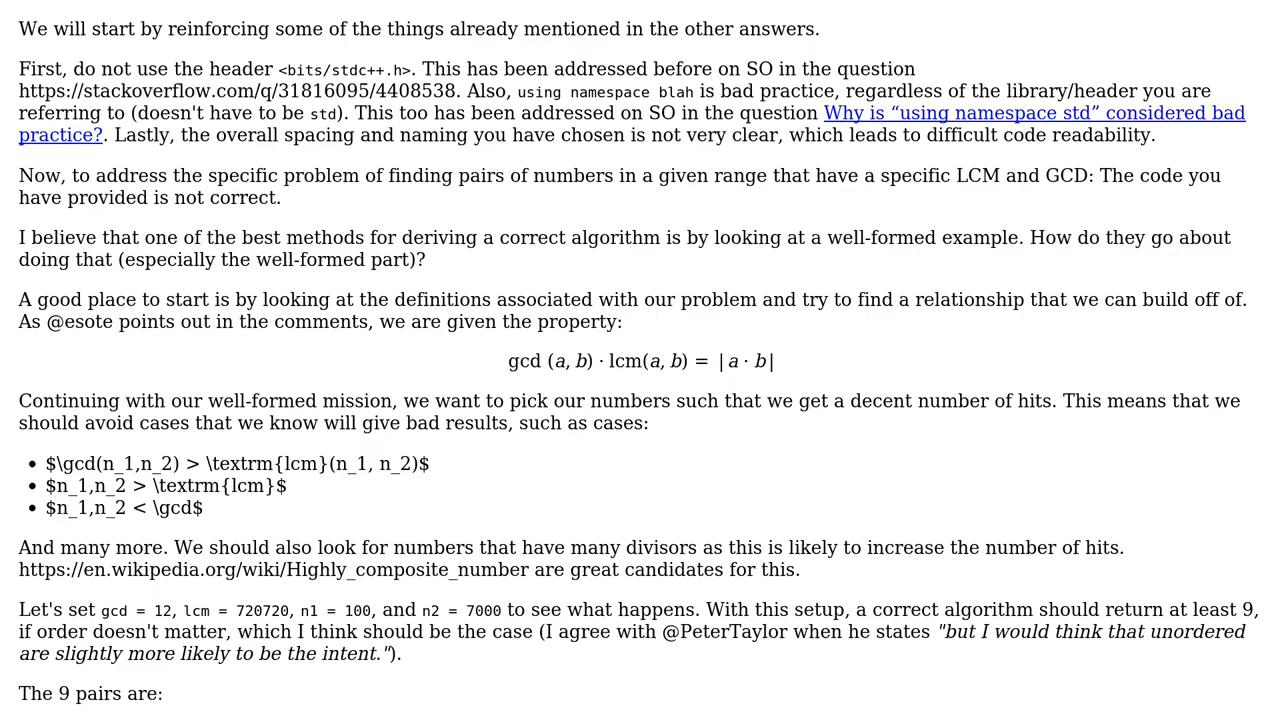 We will start by reinforcing some of the things already mentioned in the other answers.
First, do not use the header <bits/stdc++.h>. This has been addressed before on SO in the question
https://stackoverflow.com/q/31816095/4408538. Also, using namespace blah is bad practice, regardless of the library/header you are
referring to (doesn't have to be std). This too has been addressed on SO in the question Why is “using namespace std” considered bad
practice?. Lastly, the overall spacing and naming you have chosen is not very clear, which leads to difficult code readability.
Now, to address the specific problem of finding pairs of numbers in a given range that have a specific LCM and GCD: The code you
have provided is not correct.
I believe that one of the best methods for deriving a correct algorithm is by looking at a well-formed example. How do they go about
doing that (especially the well-formed part)?
A good place to start is by looking at the definitions associated with our problem and try to find a relationship that we can build off of.
As @esote points out in the comments, we are given the property:
gcd (a, b) · lcm(a, b) = |a · b|
Continuing with our well-formed mission, we want to pick our numbers such that we get a decent number of hits. This means that we
should avoid cases that we know will give bad results, such as cases:
• $\gcd(n_1,n_2) > \textrm{lcm}(n_1, n_2)$
• $n_1,n_2 > \textrm{lcm}$
• $n_1,n_2 < \gcd$
And many more. We should also look for numbers that have many divisors as this is likely to increase the number of hits.
https://en.wikipedia.org/wiki/Highly_composite_number are great candidates for this.
Let's set gcd = 12, lcm = 720720, n1 = 100, and n2 = 7000 to see what happens. With this setup, a correct algorithm should return at least 9,
if order doesn't matter, which I think should be the case (I agree with @PeterTaylor when he states "but I would think that unordered
are slightly more likely to be the intent.").
The 9 pairs are: